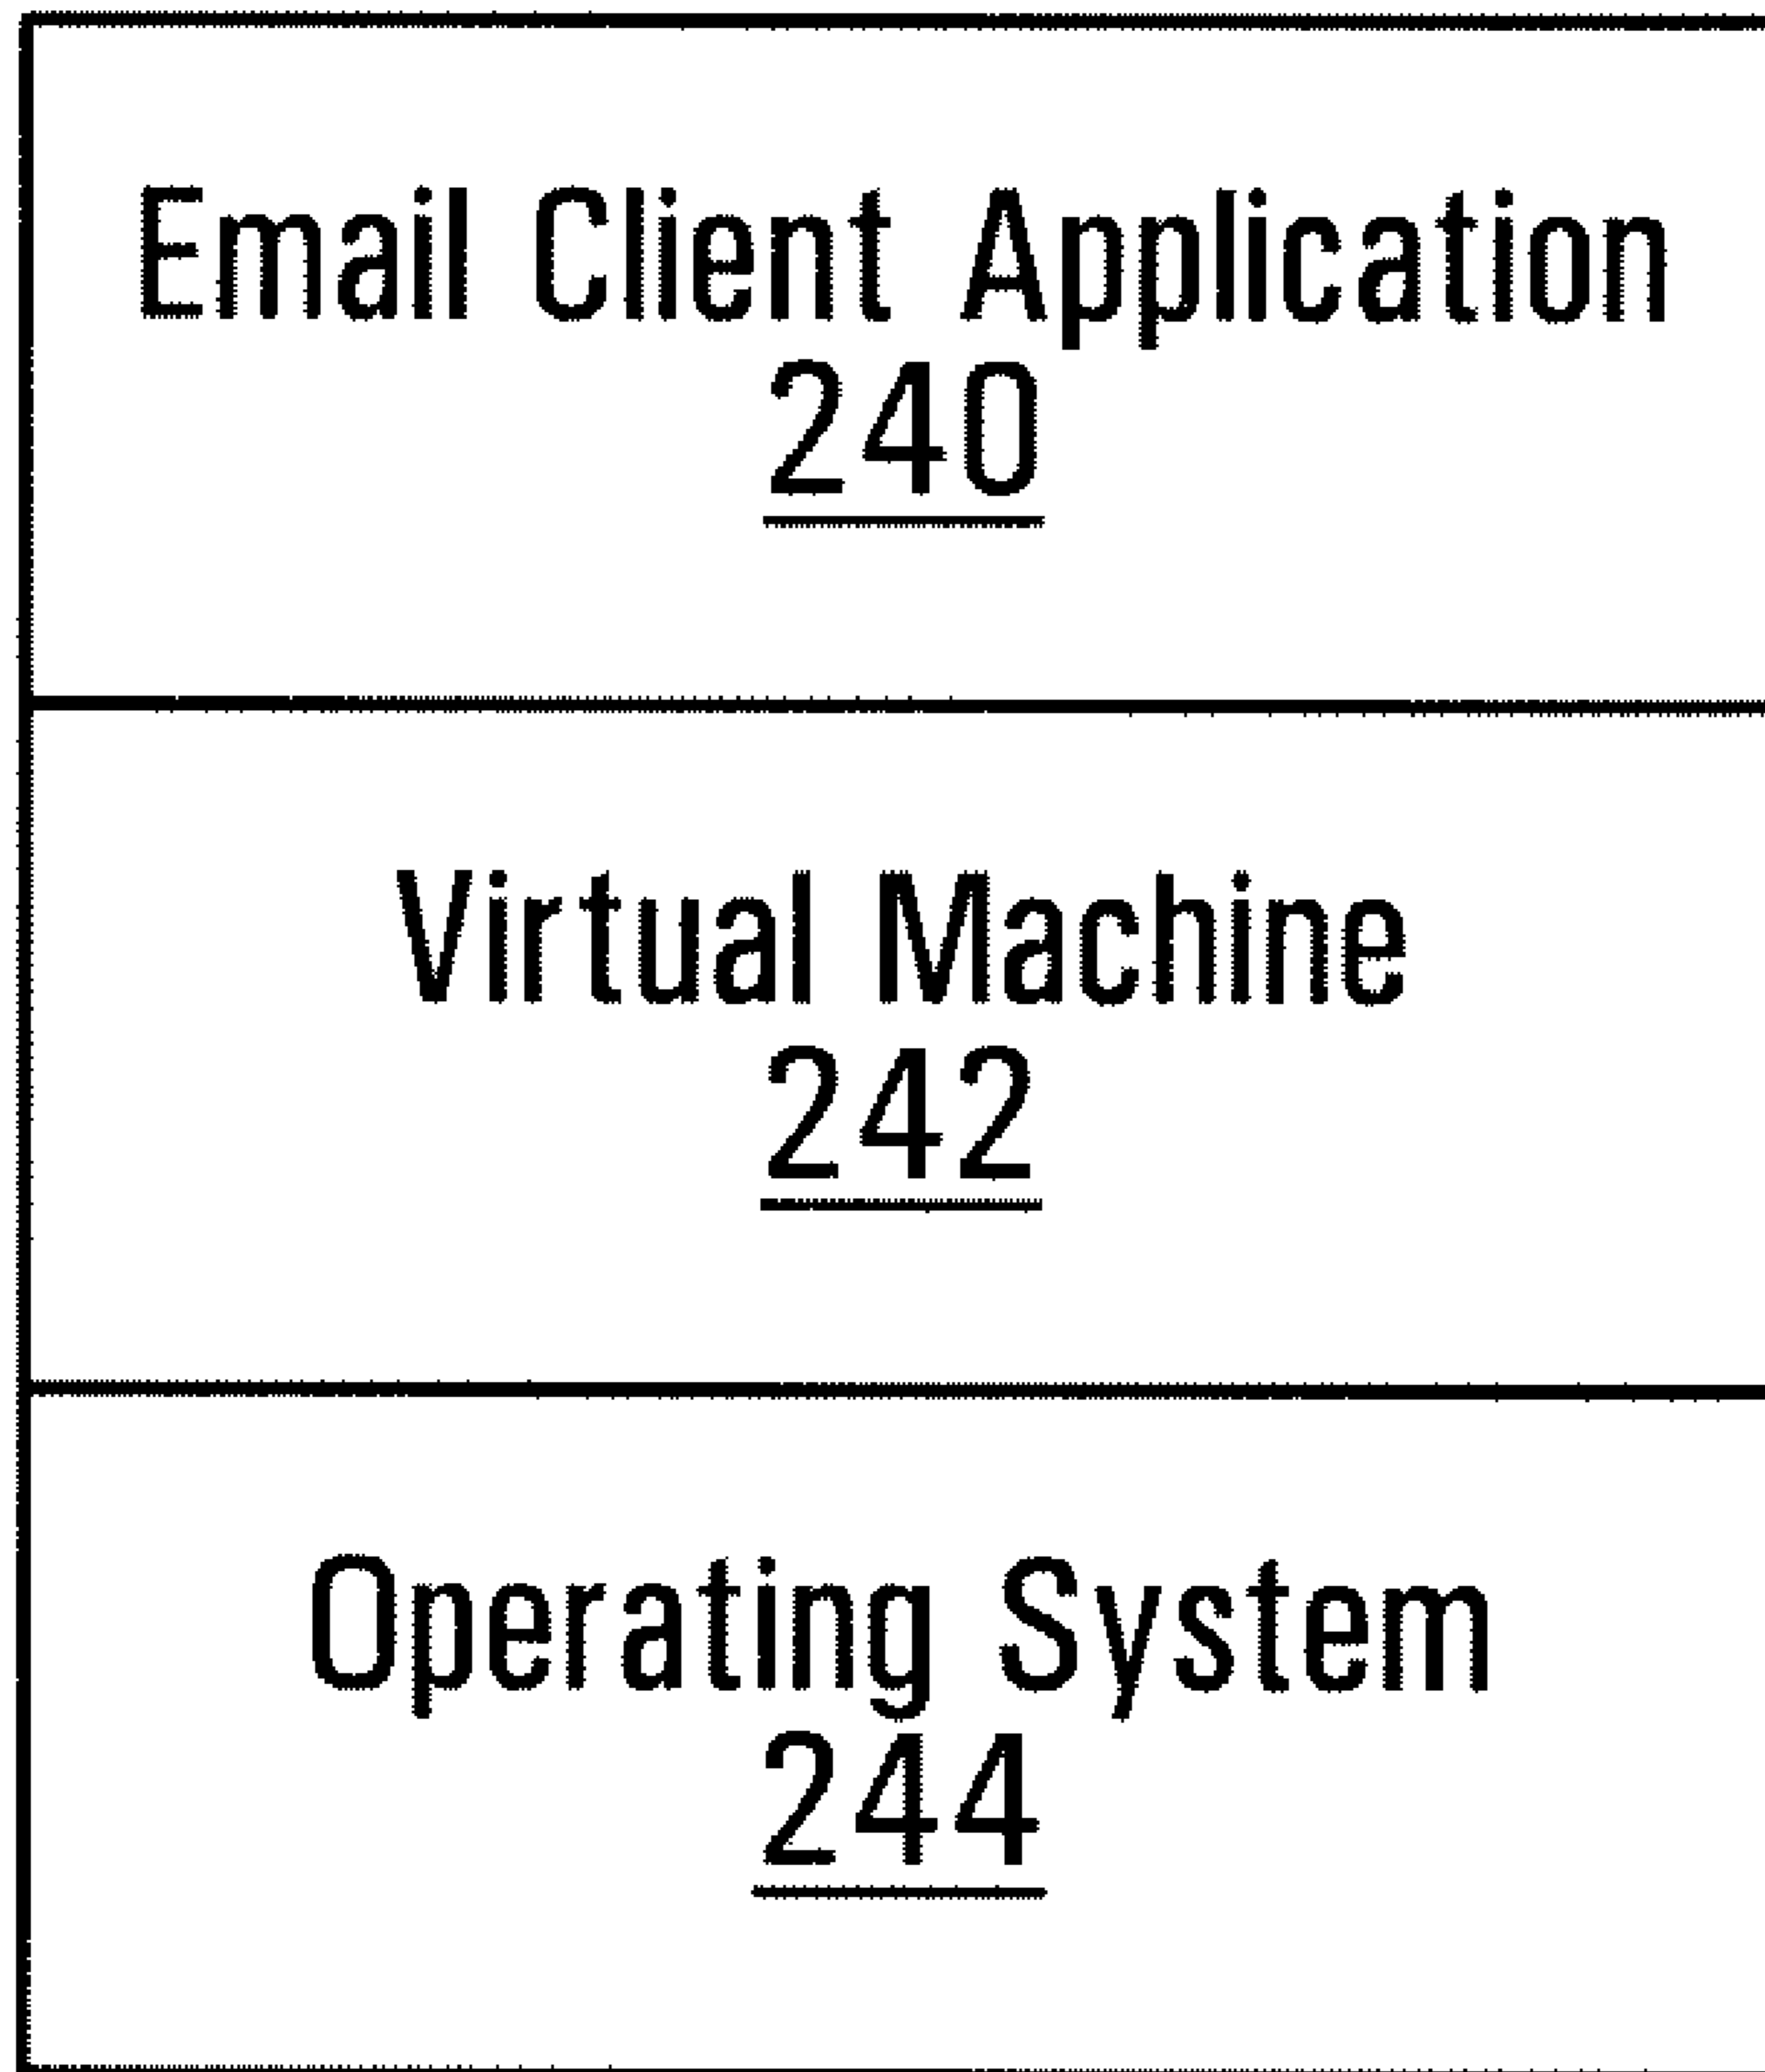 Email Client Application
240
Virtual Machine
242
Operating System
244